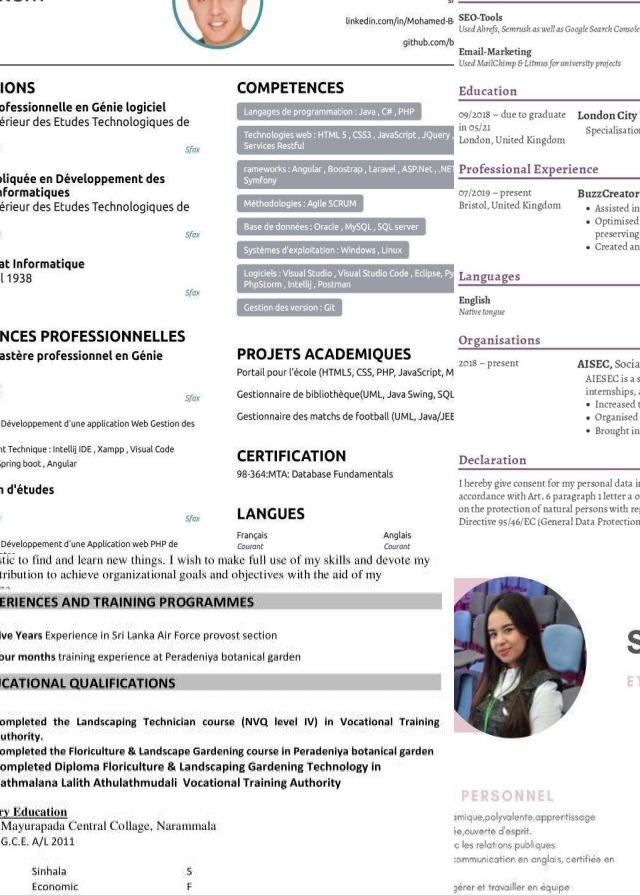 linkedin.com/in/Mohamed-B
github.com/b
IONS
ofessionnelle en Génie logiciel
érieur des Etudes Technologiques de
Sfax
pliquée en Développement des
nformatiques
érieur des Etudes Technologiques de
Sfax
at Informatique
l 1938
Sfax
NCES PROFESSIONNELLES
astère professionnel en Génie
Sfax
Développement d'une application Web Gestion des
nt Technique : Intellij IDE , Xampp , Visual Code
Spring boot , Angular
n d'études
Sfax
Développement d'une Application web PHP de
COMPETENCES
Langages de programmation : Java , C# , PHP
Technologies web : HTML 5 , CSS3 , JavaScript , JQuery ,
Services Restful
rameworks : Angular , Boostrap , Laravel , ASP.Net , .NET
Symfony
Méthodologies : Agile SCRUM
Base de données : Oracle , MySQL , SQL server
Systèmes d'exploitation : Windows , Linux
Logiciels : Visual Studio , Visual Studio Code , Eclipse, Py
PhpStorm , Intellij , Postman
Gestion des version : Git
PROJETS ACADEMIQUES
Portail pour l'école (HTML5, CSS, PHP, JavaScript, M
Gestionnaire de bibliothèque(UML, Java Swing, SQL
Gestionnaire des matchs de football (UML, Java/JEE
CERTIFICATION
98-364:MTA: Database Fundamentals
LANGUES
Français Anglais
Courant Courant
SEO-Tools
Used Ahrefs, Semrush as well as Google Search Console
Email-Marketing
Used MailChimp & Litmus for university projects
Education
09/2018 – due to graduate
in 05/21
London, United Kingdom
London City
Specialisation
Professional Experience
07/2019 – present
Bristol, United Kingdom
BuzzCreator
• Assisted in
• Optimised
preserving
• Created an
Languages
English
Native tongue
Organisations
2018 – present
AISEC, Socia
AIESEC is a s
internships, a
• Increased t
• Organised
• Brought in
Declaration
I hereby give consent for my personal data in
accordance with Art. 6 paragraph 1 letter a o
on the protection of natural persons with reg
Directive 95/46/EC (General Data Protection
stic to find and learn new things. I wish to make full use of my skills and devote my
tribution to achieve organizational goals and objectives with the aid of my
ERIENCES AND TRAINING PROGRAMMES
ive Years Experience in Sri Lanka Air Force provost section
our months training experience at Peradeniya botanical garden
UCATIONAL QUALIFICATIONS
ompleted the Landscaping Technician course (NVQ level IV) in Vocational Training
uthority.
ompleted the Floriculture & Landscape Gardening course in Peradeniya botanical garden
ompleted Diploma Floriculture & Landscaping Gardening Technology in
athmalana Lalith Athulathmudali Vocational Training Authority
ry Education
Mayurapada Central Collage, Narammala
G.C.E. A/L 2011
Sinhala S
Economic F
S
ET
PERSONNEL
amique,polyvalente,apprentissage
ée,ouverte d'esprit.
c les relations publiques.
communication en anglais, certifiée en
gérer et travailler en équipe